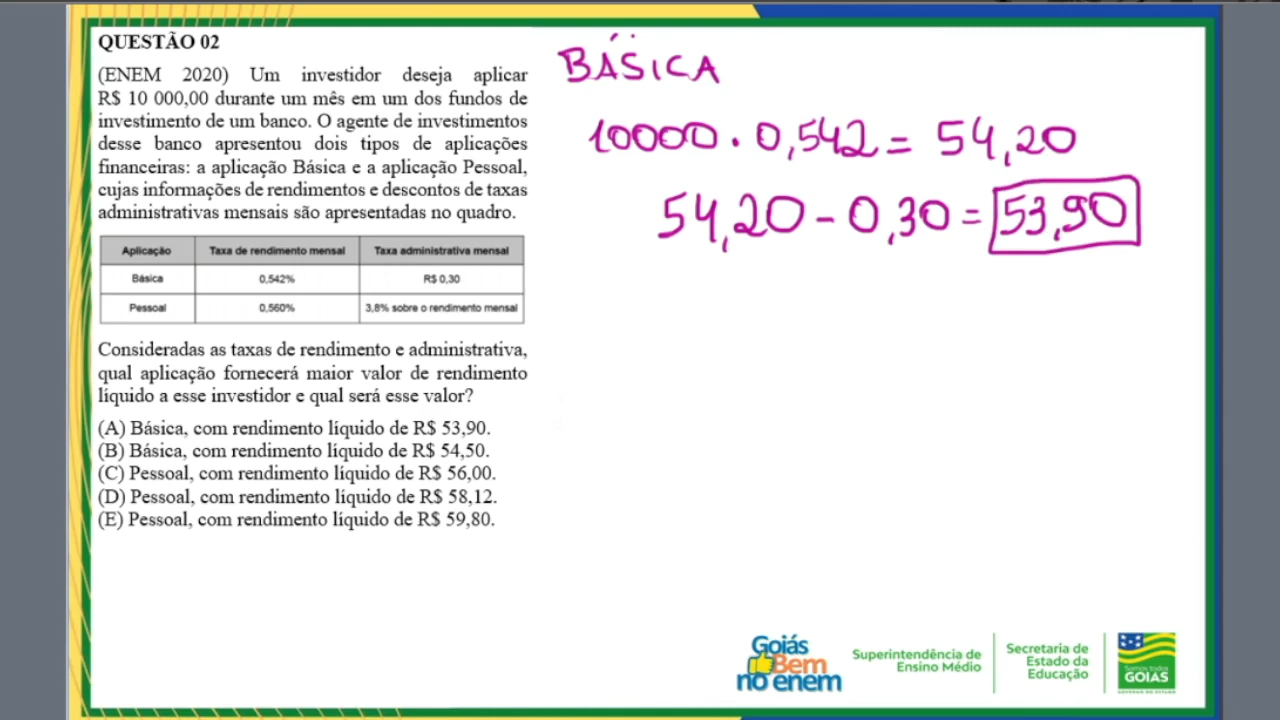 QUESTÃO 02
(ENEM 2020) Um investidor deseja aplicar
R$ 10 000,00 durante um mês em um dos fundos de
investimento de um banco. O agente de investimentos
desse banco apresentou dois tipos de aplicações
financeiras: a aplicação Básica e a aplicação Pessoal,
cujas informações de rendimentos e descontos de taxas
administrativas mensais são apresentadas no quadro.
Aplicação Taxa de rendimento mensal Taxa administrativa mensal
Básica 0,542% R$ 0,30
Pessoal 0,560% 3,8% sobre o rendimento mensal
Consideradas as taxas de rendimento e administrativa,
qual aplicação fornecerá maior valor de rendimento
líquido a esse investidor e qual será esse valor?
(A) Básica, com rendimento líquido de R$ 53,90.
(B) Básica, com rendimento líquido de R$ 54,50.
(C) Pessoal, com rendimento líquido de R$ 56,00.
(D) Pessoal, com rendimento líquido de R$ 58,12.
(E) Pessoal, com rendimento líquido de R$ 59,80.
BÁSICA
10000 . 0,542 = 54,20
54,20 - 0,30 = 53,90
Goiás
Bem
no enem
Superintendência de
Ensino Médio
Secretaria de
Estado da
Educação
Somos todos
GOIÁS
GOVERNO DO ESTADO